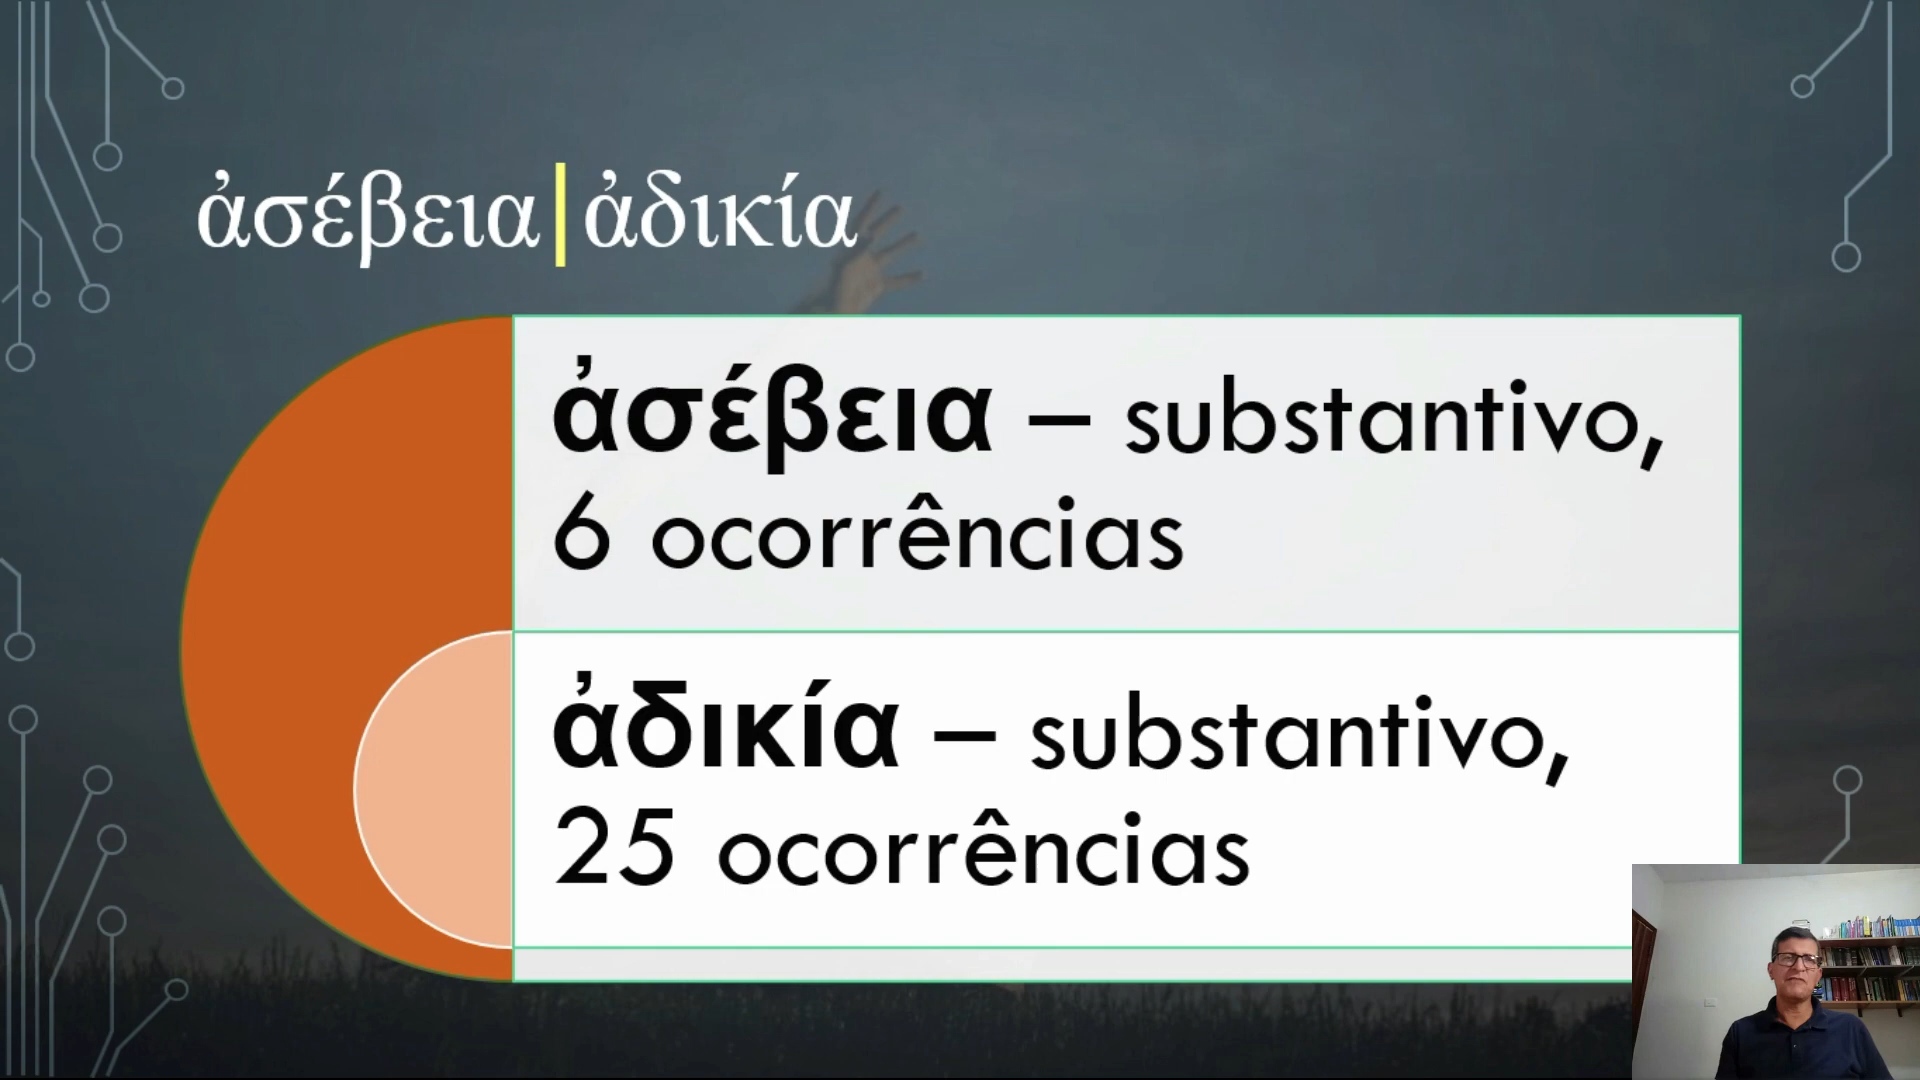 ἀσέβεια|ἀδικία
ἀσέβεια – substantivo,
6 ocorrências
ἀδικία – substantivo,
25 ocorrências